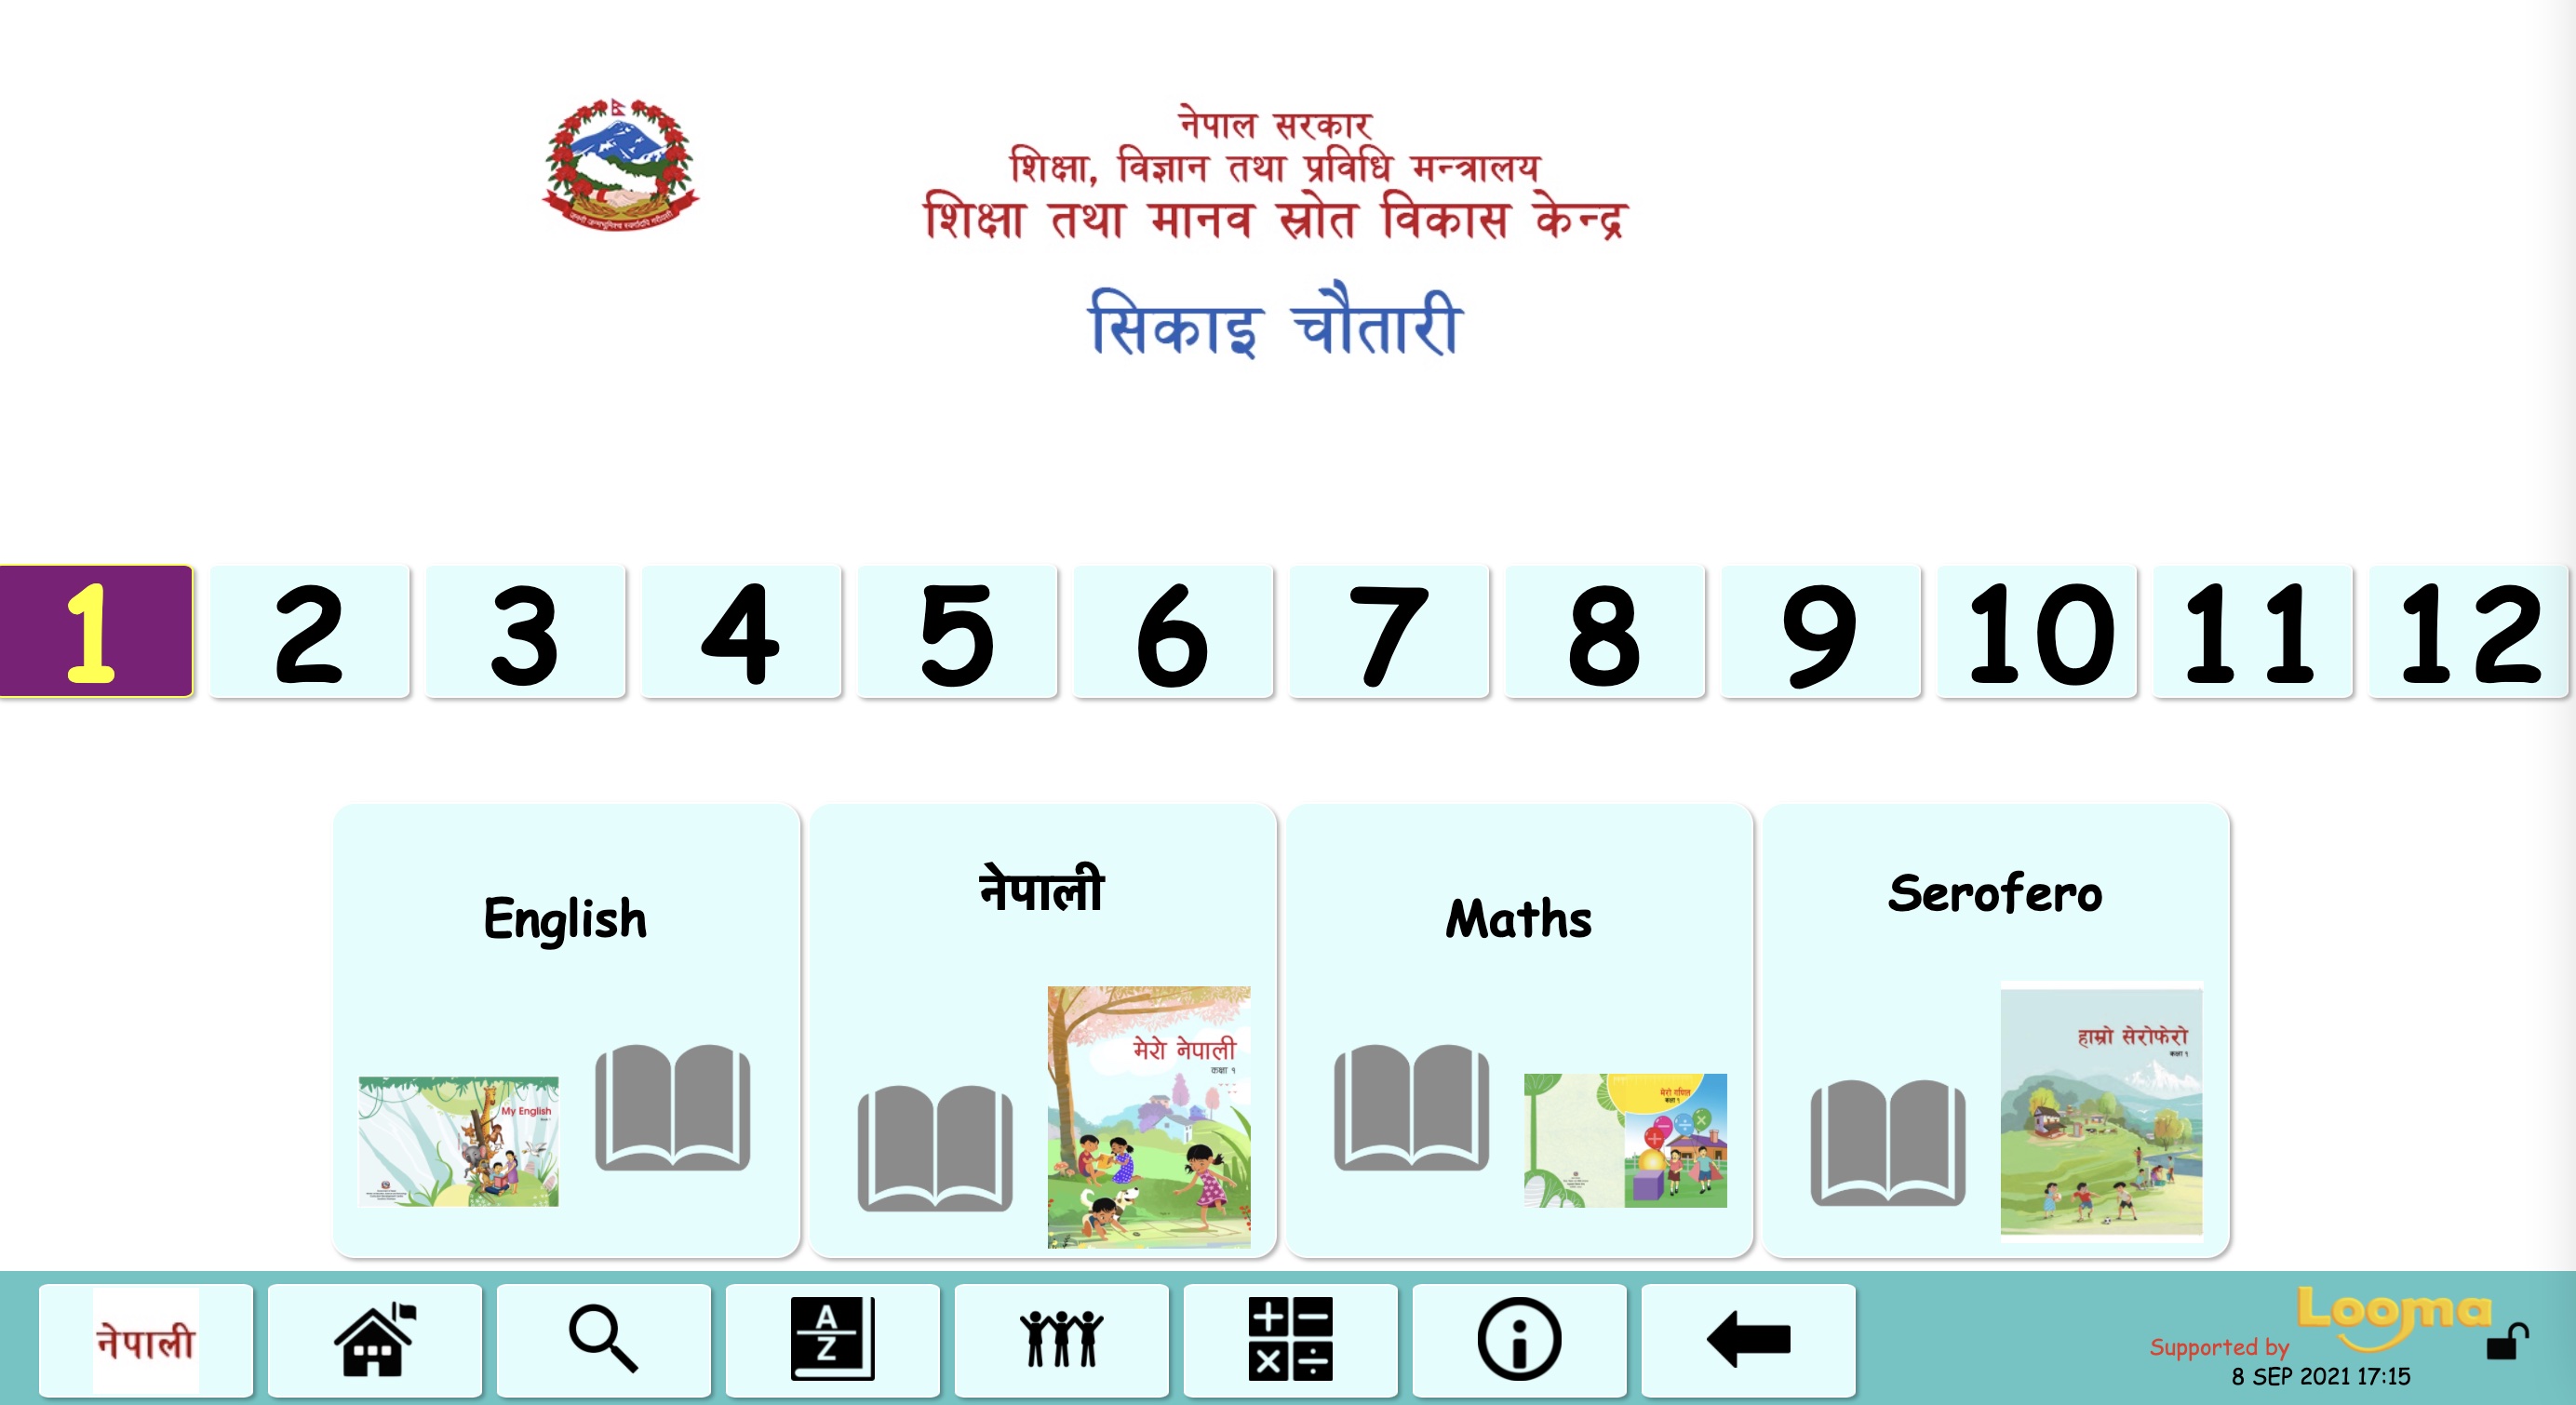 नेपाल सरकार
शिक्षा, विज्ञान तथा प्रविधि मन्त्रालय
शिक्षा तथा मानव स्रोत विकास केन्द्र
सिकाइ चौतारी
1 2 3 4 5 6 7 8 9 10 11 12
English
My English
नेपाली
मेरो नेपाली
कक्षा १
Maths
मेरो गणित
कक्षा १
Serofero
हाम्रो सेरोफेरो
कक्षा १
नेपाली
A
Z
Looma
Supported by
8 SEP 2021 17:15